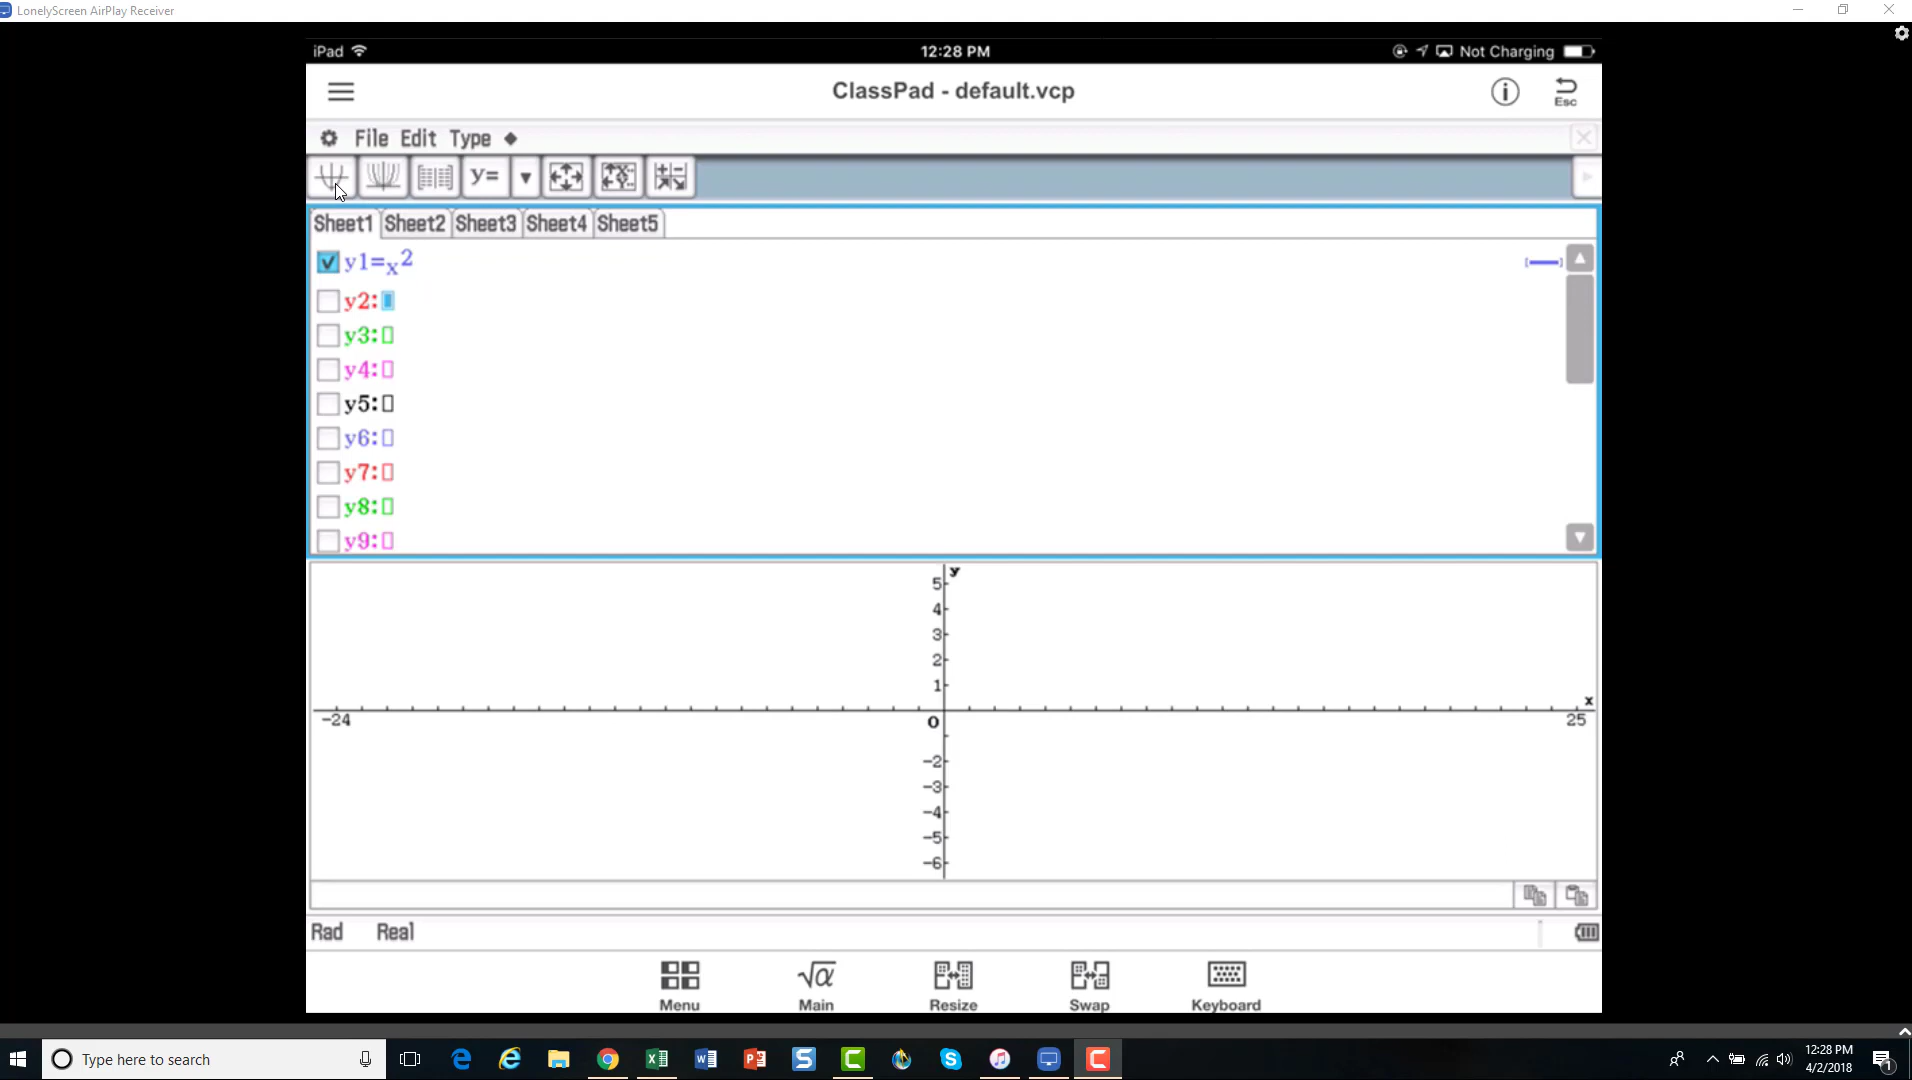 LonelyScreen AirPlay Receiver
iPad 12:28 PM Not Charging
ClassPad - default.vcp
Esc
File Edit Type
y=
Sheet1 Sheet2 Sheet3 Sheet4 Sheet5
y1=x²
y2:
y3:
y4:
y5:
y6:
y7:
y8:
y9:
y
5
4
3
2
1
x
-24 0 25
-2
-3
-4
-5
-6
Rad Real
√α
Menu Main Resize Swap Keyboard
Type here to search
12:28 PM
4/2/2018
1